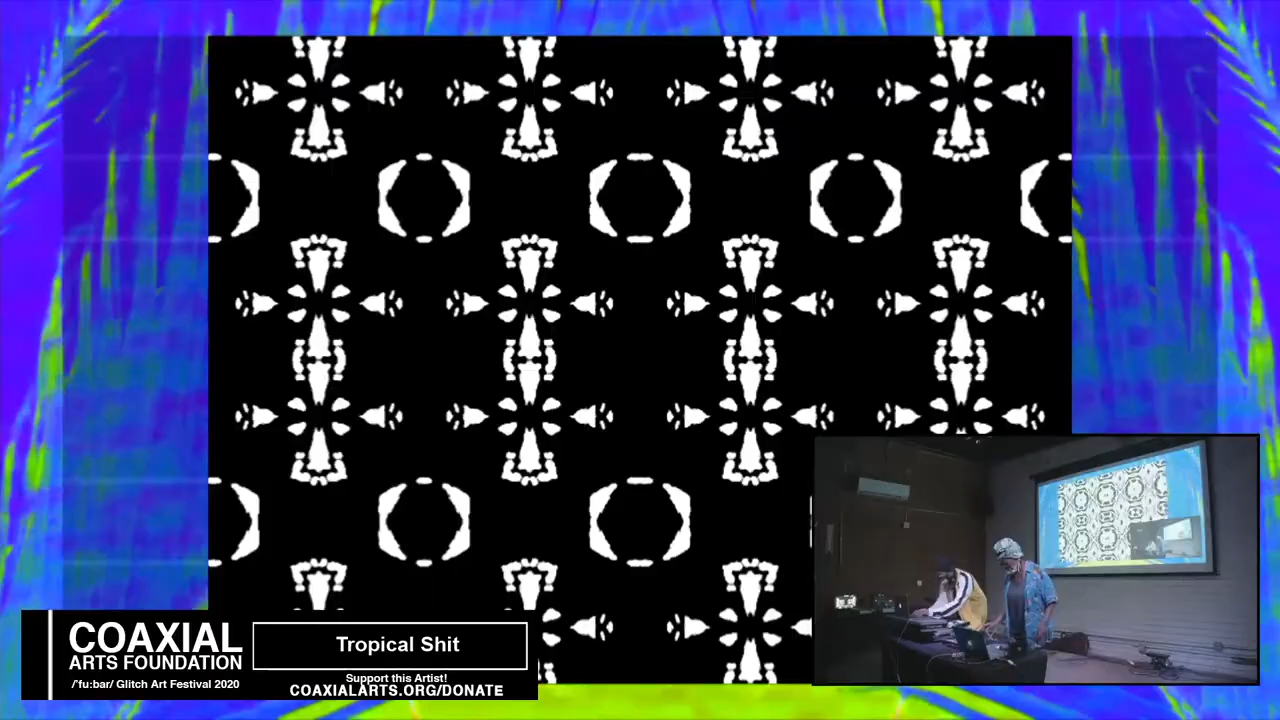 COAXIAL
ARTS FOUNDATION
/'fu:bar/ Glitch Art Festival 2020
Tropical Shit
Support this Artist!
COAXIALARTS.ORG/DONATE